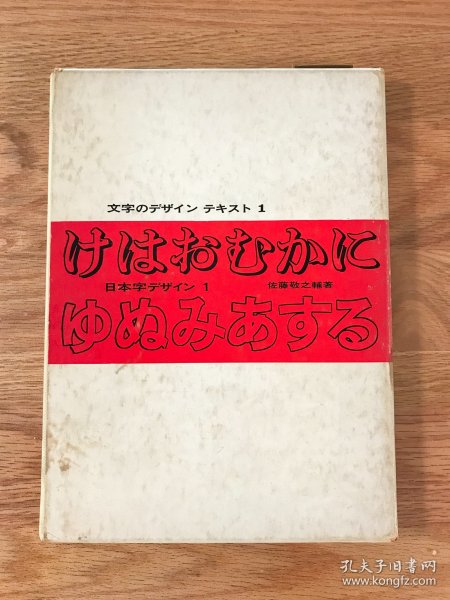 文字のデザイン テキスト 1
けはおむかに
日本字デザイン 1 佐藤敬之輔著
ゆぬみあする
孔夫子旧书网
www.kongfz.com